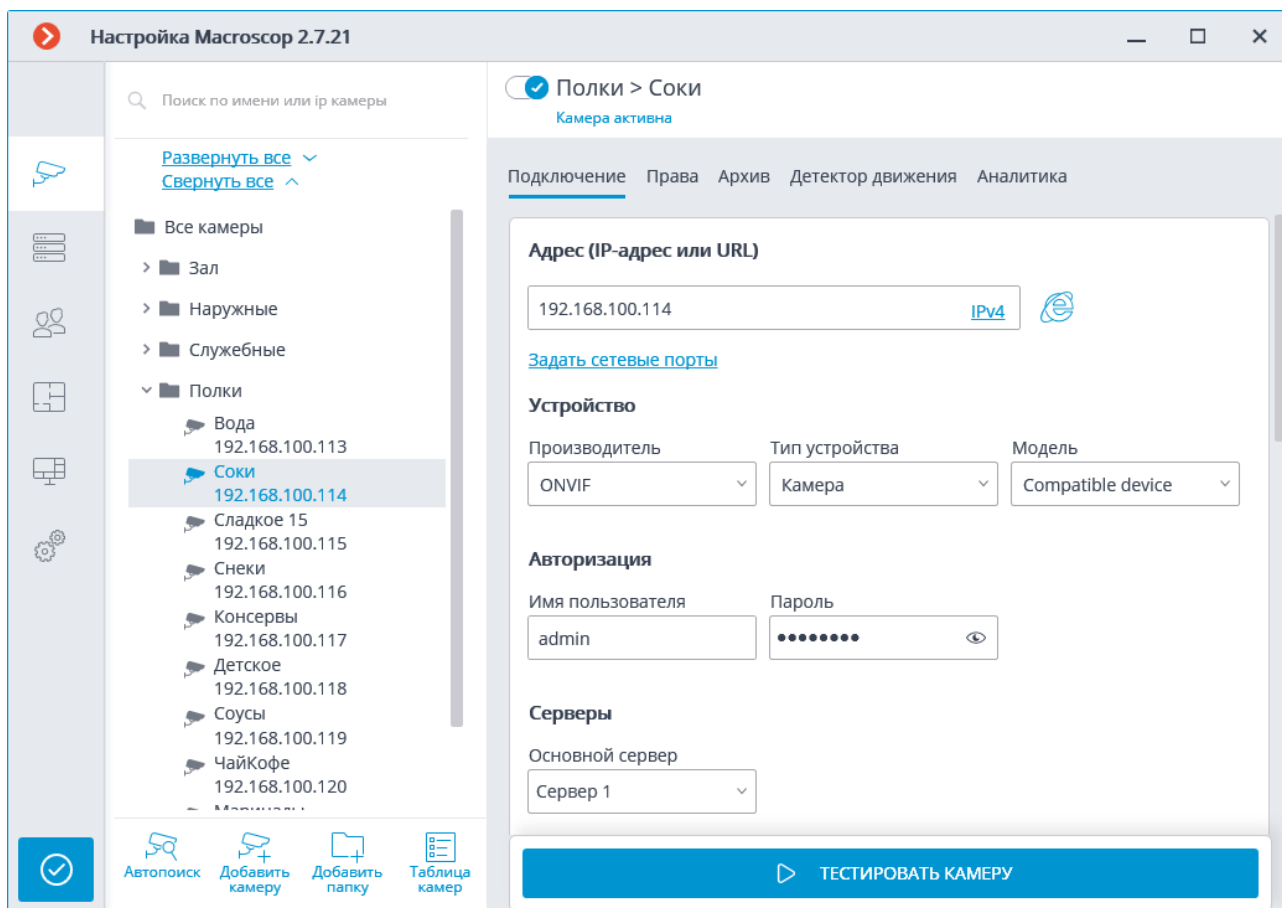 Настройка Macroscop 2.7.21
Поиск по имени или ip камеры
Развернуть все
Свернуть все
Все камеры
Зал
Наружные
Служебные
Полки
Вода
192.168.100.113
Соки
192.168.100.114
Сладкое 15
192.168.100.115
Снеки
192.168.100.116
Консервы
192.168.100.117
Детское
192.168.100.118
Соусы
192.168.100.119
ЧайКофе
192.168.100.120
Автопоиск
Добавить
камеру
Добавить
папку
Таблица
камер
Полки > Соки
Камера активна
Подключение Права Архив Детектор движения Аналитика
Адрес (IP-адрес или URL)
192.168.100.114 IPv4
Задать сетевые порты
Устройство
Производитель Тип устройства Модель
ONVIF Камера Compatible device
Авторизация
Имя пользователя Пароль
admin ••••••••
Серверы
Основной сервер
Сервер 1
ТЕСТИРОВАТЬ КАМЕРУ